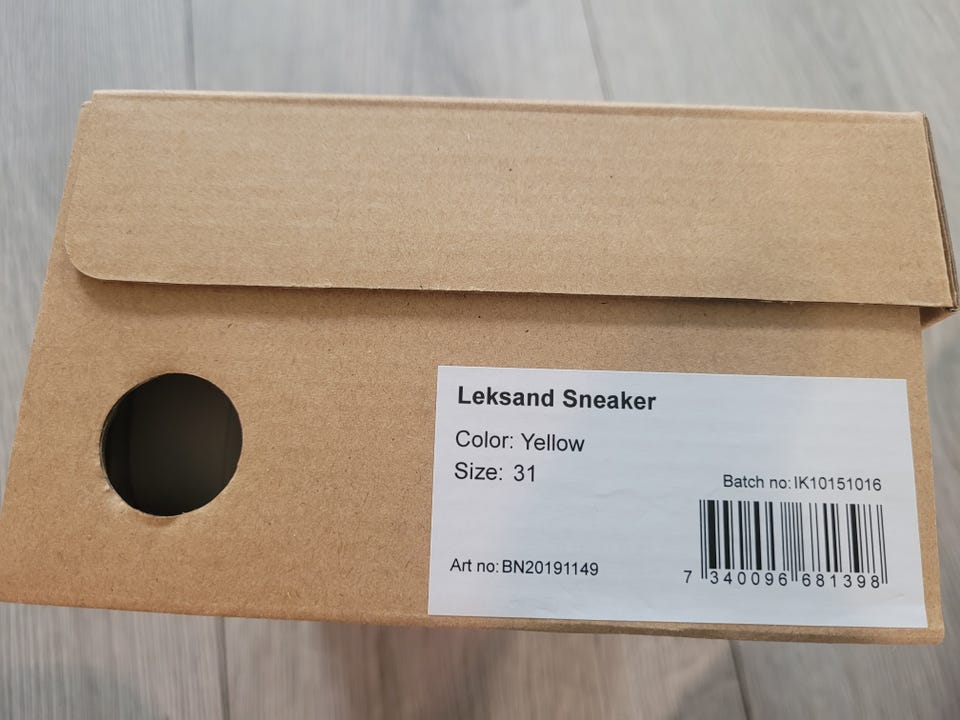 Leksand Sneaker
Color: Yellow
Size: 31
Batch no: IK10151016
Art no: BN20191149
7 340096 681398